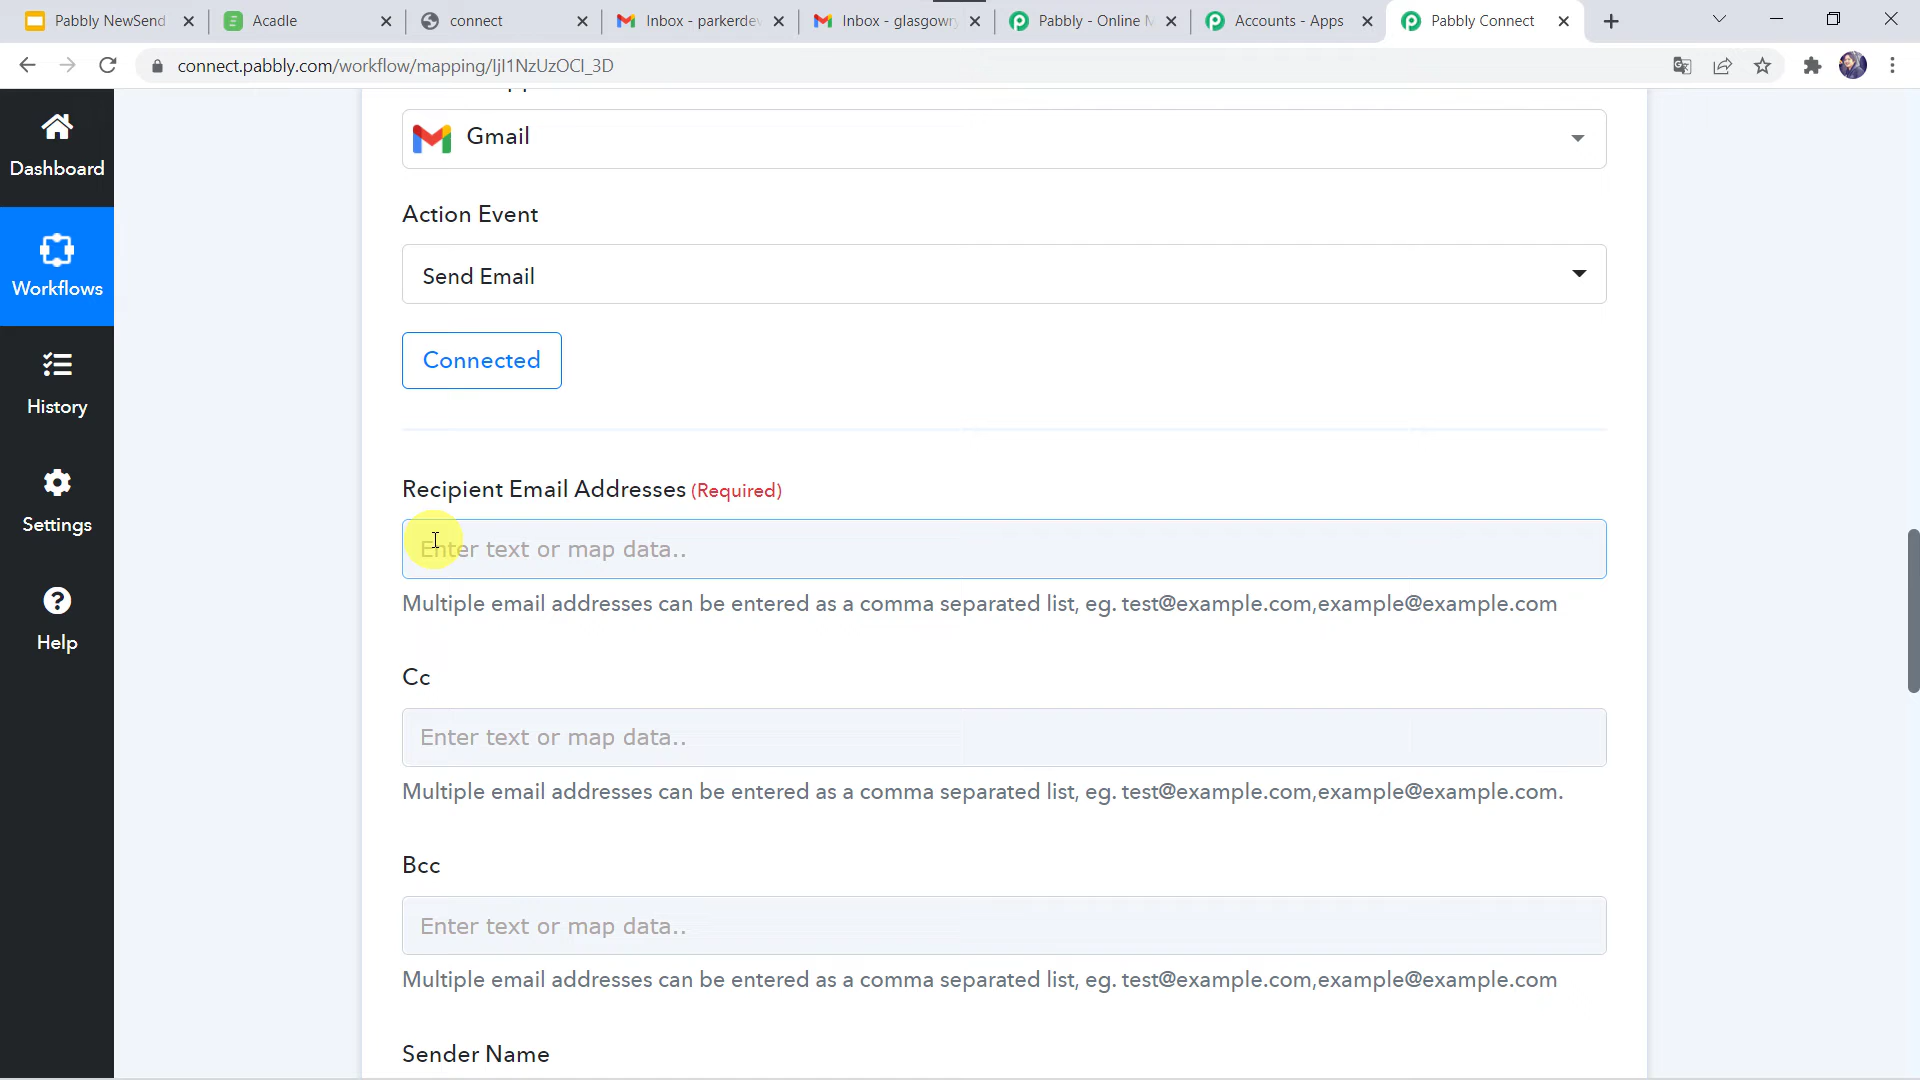 Pabbly NewSend
Acadle
connect
Inbox - parkerdev
Inbox - glasgowry
Pabbly - Online M
Accounts - Apps
Pabbly Connect
connect.pabbly.com/workflow/mapping/IjI1NzUzOCI_3D
Dashboard
Workflows
History
Settings
Help
Gmail
Action Event
Send Email
Connected
Recipient Email Addresses (Required)
Enter text or map data..
Multiple email addresses can be entered as a comma separated list, eg. test@example.com,example@example.com
Cc
Enter text or map data..
Multiple email addresses can be entered as a comma separated list, eg. test@example.com,example@example.com.
Bcc
Enter text or map data..
Multiple email addresses can be entered as a comma separated list, eg. test@example.com,example@example.com
Sender Name